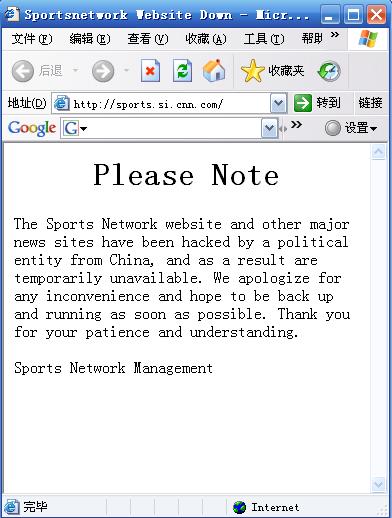 Sportsnetwork Website Down - Micr...
文件(F) 编辑(E) 查看(V) 收藏(A) 工具(T) 帮助 »
后退 收藏夹
地址(D) http://sports.si.cnn.com/ 转到 链接
Google G » 设置
Please Note
The Sports Network website and other major
news sites have been hacked by a political
entity from China, and as a result are
temporarily unavailable. We apologize for
any inconvenience and hope to be back up
and running as soon as possible. Thank you
for your patience and understanding.
Sports Network Management
完毕 Internet